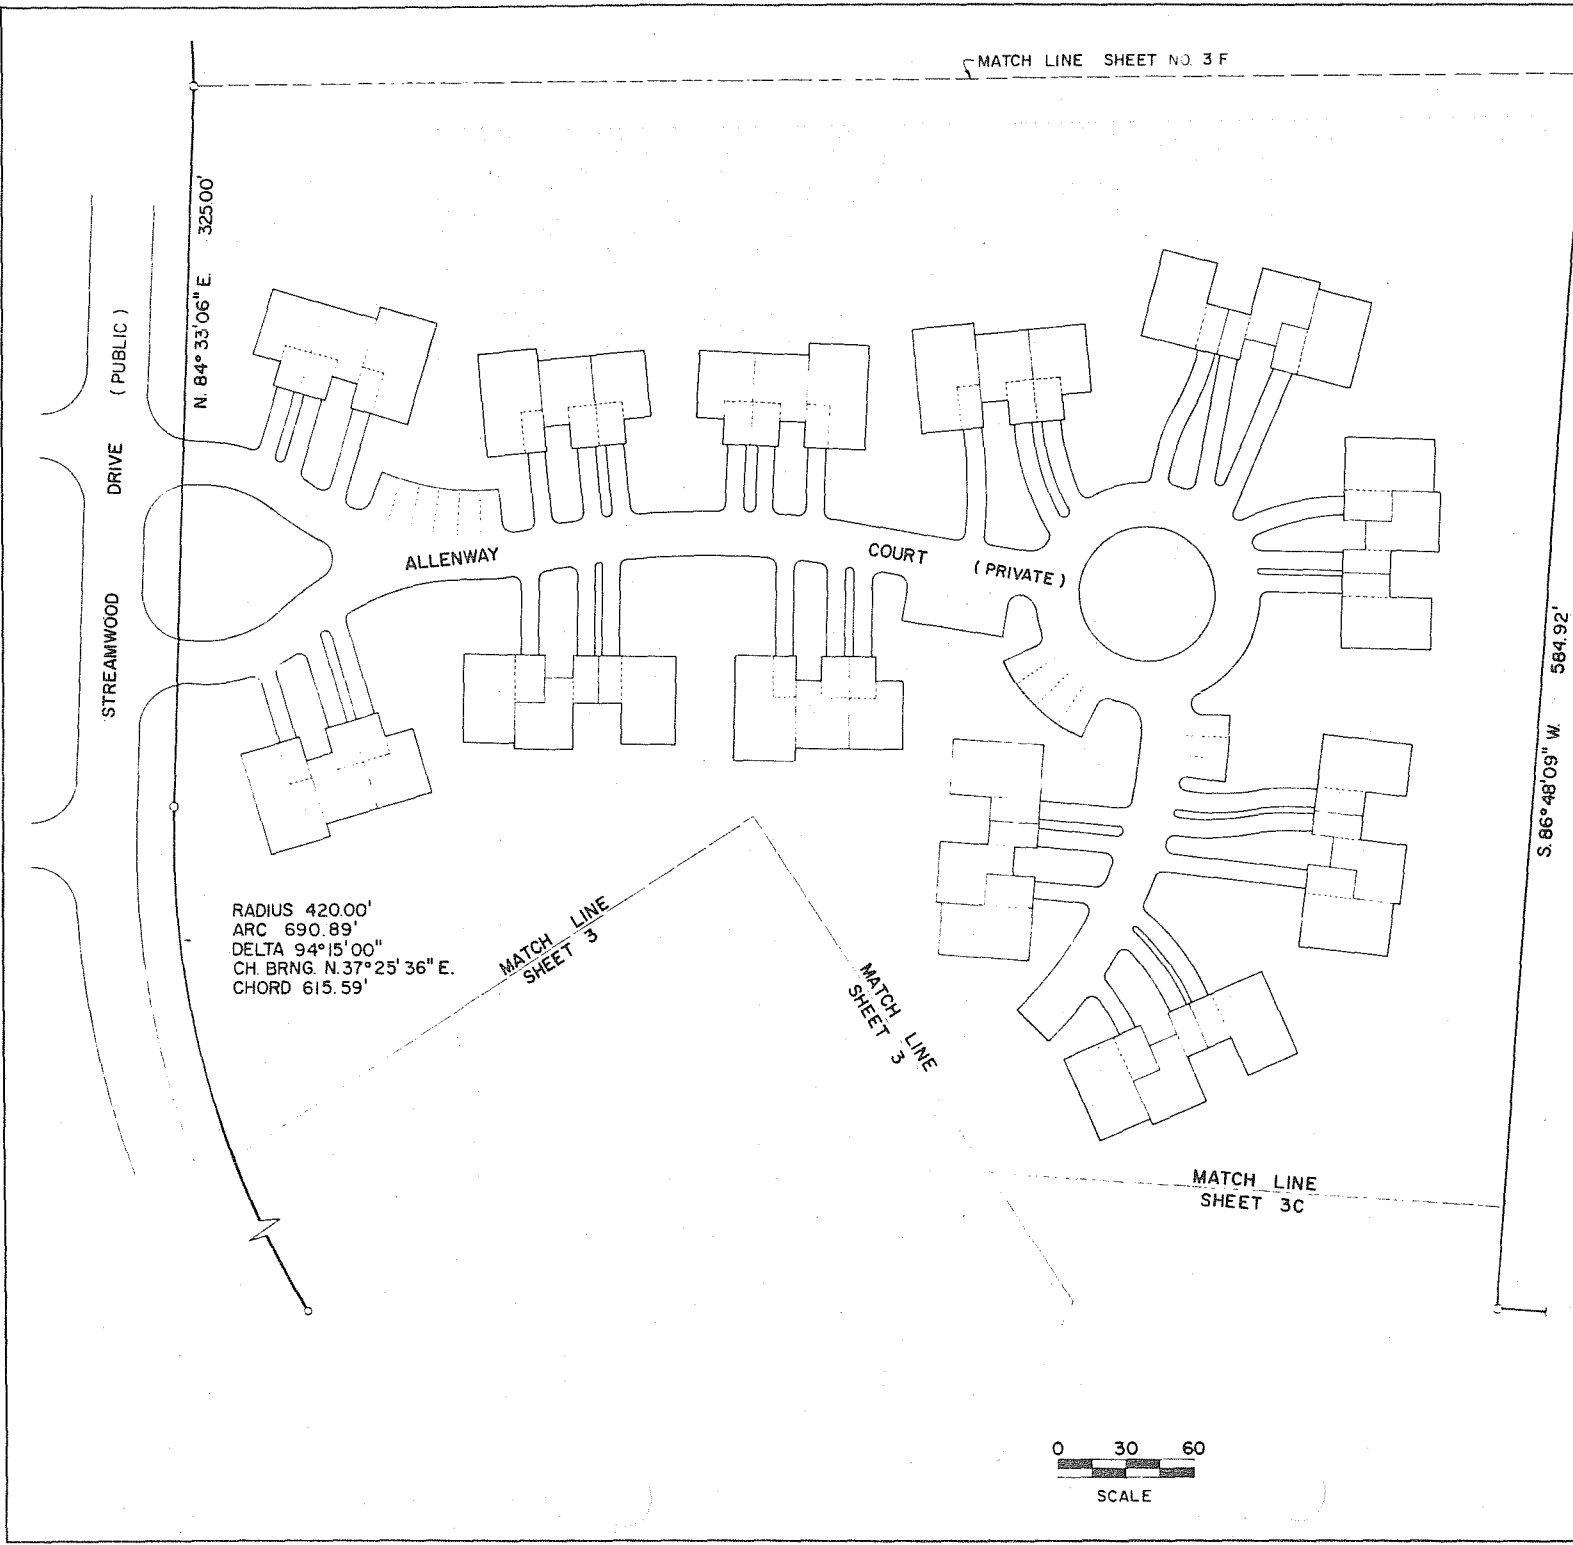 MATCH LINE SHEET NO. 3 F
N. 84° 33' 06" E. 325.00'
( PUBLIC )
STREAMWOOD DRIVE
ALLENWAY COURT ( PRIVATE )
S. 86° 48' 09" W. 584.92'
RADIUS 420.00'
ARC 690.89'
DELTA 94° 15' 00"
CH. BRNG. N. 37° 25' 36" E.
CHORD 615.59'
MATCH LINE
SHEET 3
MATCH LINE
SHEET 3
MATCH LINE
SHEET 3C
0 30 60
SCALE